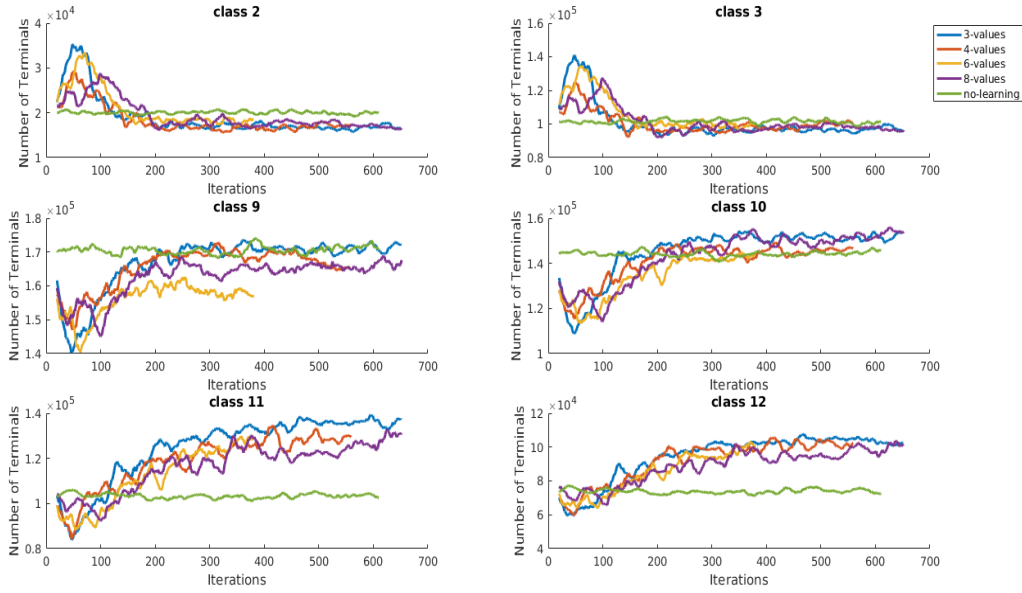 class 2
×10⁴
4
3
2
1
Number of Terminals
0 100 200 300 400 500 600 700
Iterations
class 3
×10⁵
1.6
1.4
1.2
1
0.8
Number of Terminals
0 100 200 300 400 500 600 700
Iterations
3-values
4-values
6-values
8-values
no-learning
class 9
×10⁵
1.8
1.7
1.6
1.5
1.4
Number of Terminals
0 100 200 300 400 500 600 700
Iterations
class 10
×10⁵
1.6
1.4
1.2
1
Number of Terminals
0 100 200 300 400 500 600 700
Iterations
class 11
×10⁵
1.4
1.2
1
0.8
Number of Terminals
0 100 200 300 400 500 600 700
Iterations
class 12
×10⁴
12
10
8
6
4
Number of Terminals
0 100 200 300 400 500 600 700
Iterations